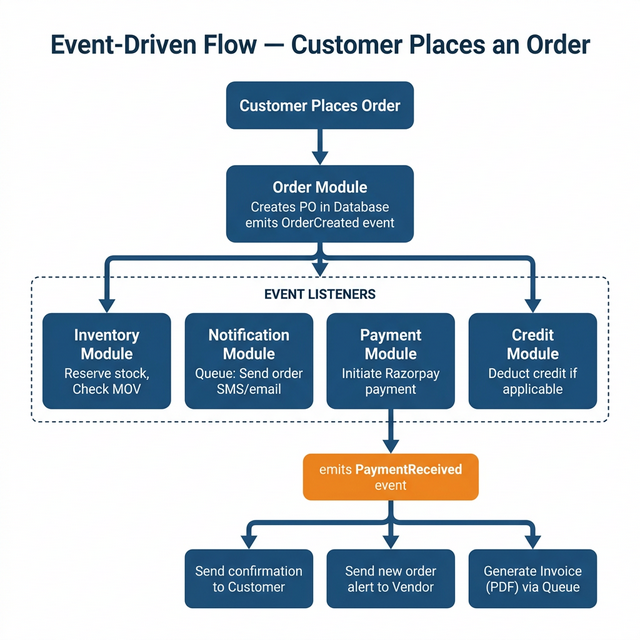 Event-Driven Flow — Customer Places an Order
Customer Places Order
Order Module
Creates PO in Database
emits OrderCreated event
EVENT LISTENERS
Inventory
Module
Reserve stock,
Check MOV
Notification
Module
Queue: Send order
SMS/email
Payment
Module
Initiate Razorpay
payment
Credit
Module
Deduct credit if
applicable
emits PaymentReceived
event
Send confirmation
to Customer
Send new order
alert to Vendor
Generate Invoice
(PDF) via Queue